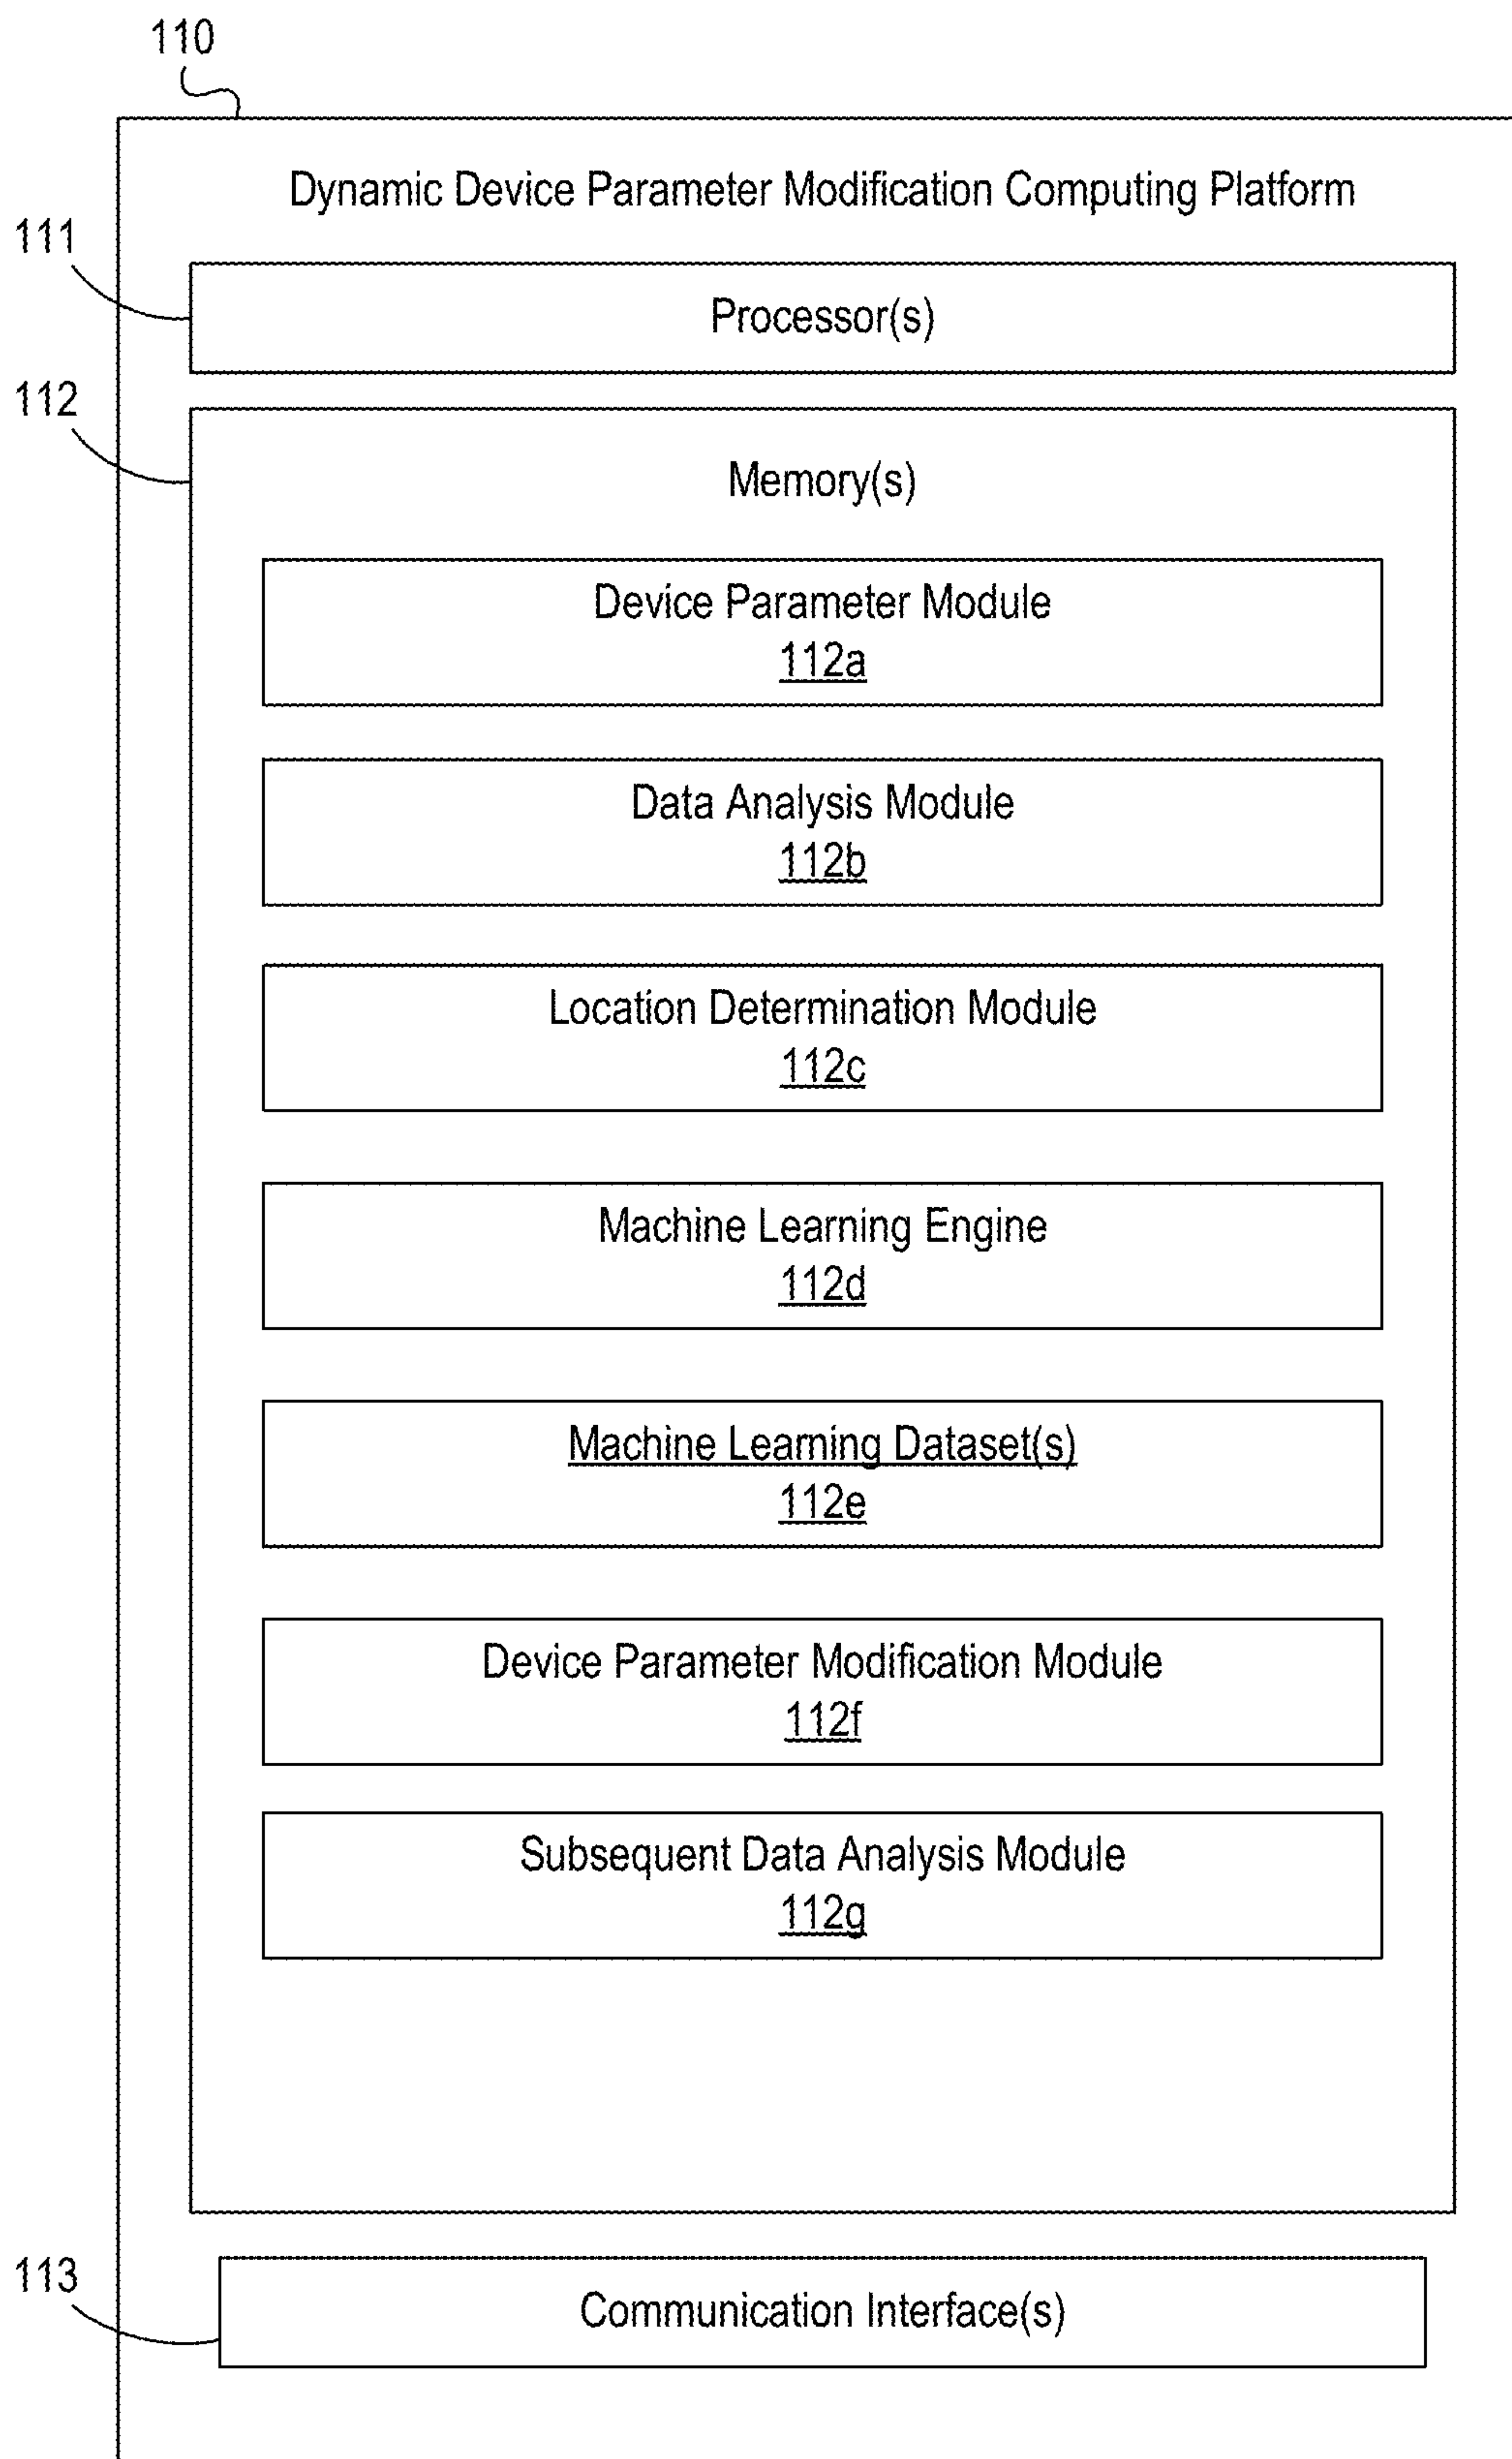 110
Dynamic Device Parameter Modification Computing Platform
111
Processor(s)
112
Memory(s)
Device Parameter Module
112a
Data Analysis Module
112b
Location Determination Module
112c
Machine Learning Engine
112d
Machine Learning Dataset(s)
112e
Device Parameter Modification Module
112f
Subsequent Data Analysis Module
112g
113
Communication Interface(s)